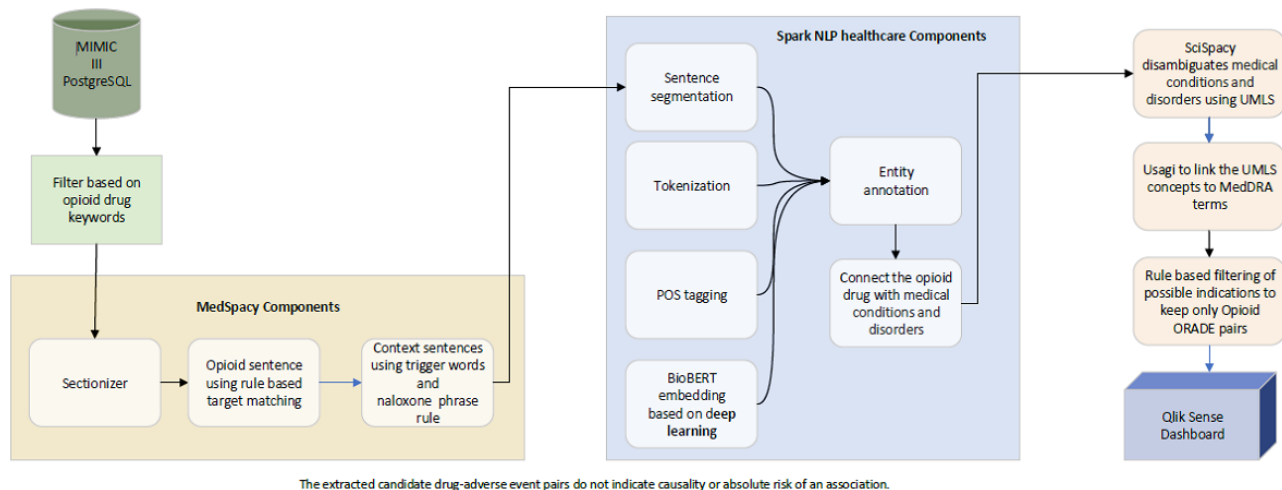 MIMIC
III
PostgreSQL
Filter based on
opioid drug
keywords
MedSpacy Components
Sectionizer
Opioid sentence
using rule based
target matching
Context sentences
using trigger words
and
naloxone phrase
rule
Spark NLP healthcare Components
Sentence
segmentation
Tokenization
POS tagging
BioBERT
embedding
based on deep
learning
Entity
annotation
Connect the opioid
drug with medical
conditions and
disorders
SciSpacy
disambiguates medical
conditions and
disorders using UMLS
Usagi to link the UMLS
concepts to MedDRA
terms
Rule based filtering of
possible indications to
keep only Opioid
ORADE pairs
Qlik Sense
Dashboard
The extracted candidate drug-adverse event pairs do not indicate causality or absolute risk of an association.